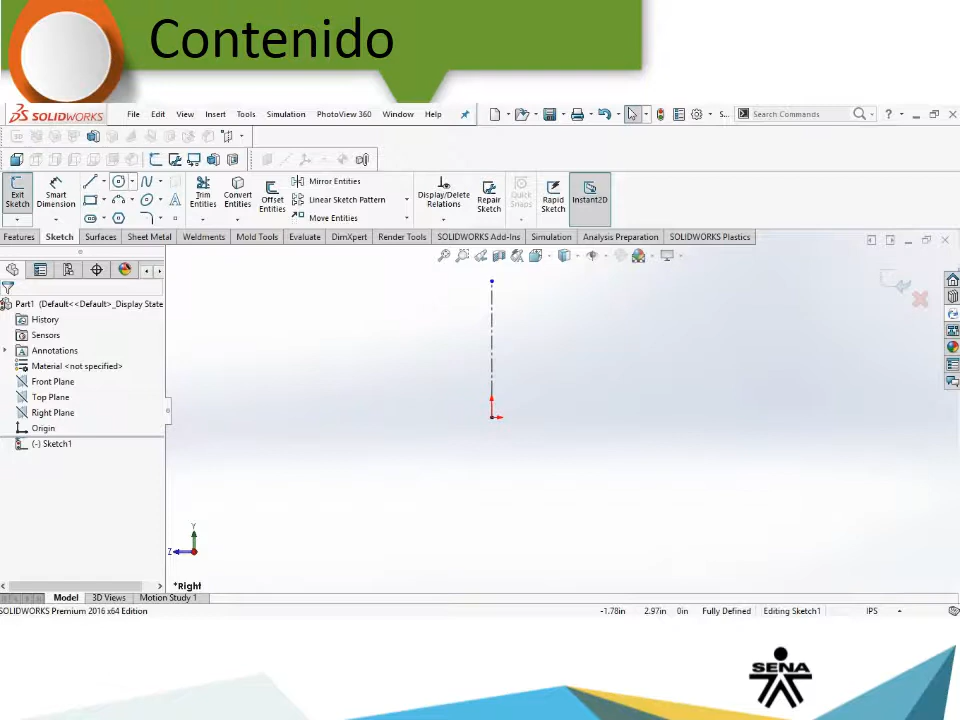 Contenido
SOLIDWORKS File Edit View Insert Tools Simulation PhotoView 360 Window Help S... Search Commands ?
Exit Sketch
Smart Dimension
Trim Entities
Convert Entities
Offset Entities
Mirror Entities
Linear Sketch Pattern
Move Entities
Display/Delete Relations
Repair Sketch
Quick Snaps
Rapid Sketch
Instant2D
Features Sketch Surfaces Sheet Metal Weldments Mold Tools Evaluate DimXpert Render Tools SOLIDWORKS Add-Ins Simulation Analysis Preparation SOLIDWORKS Plastics
Part1 (Default<<Default>_Display State
History
Sensors
Annotations
Material <not specified>
Front Plane
Top Plane
Right Plane
Origin
(-) Sketch1
Y
Z
*Right
Model 3D Views Motion Study 1
SOLIDWORKS Premium 2016 x64 Edition -1.78in 2.97in 0in Fully Defined Editing Sketch1 IPS
SENA